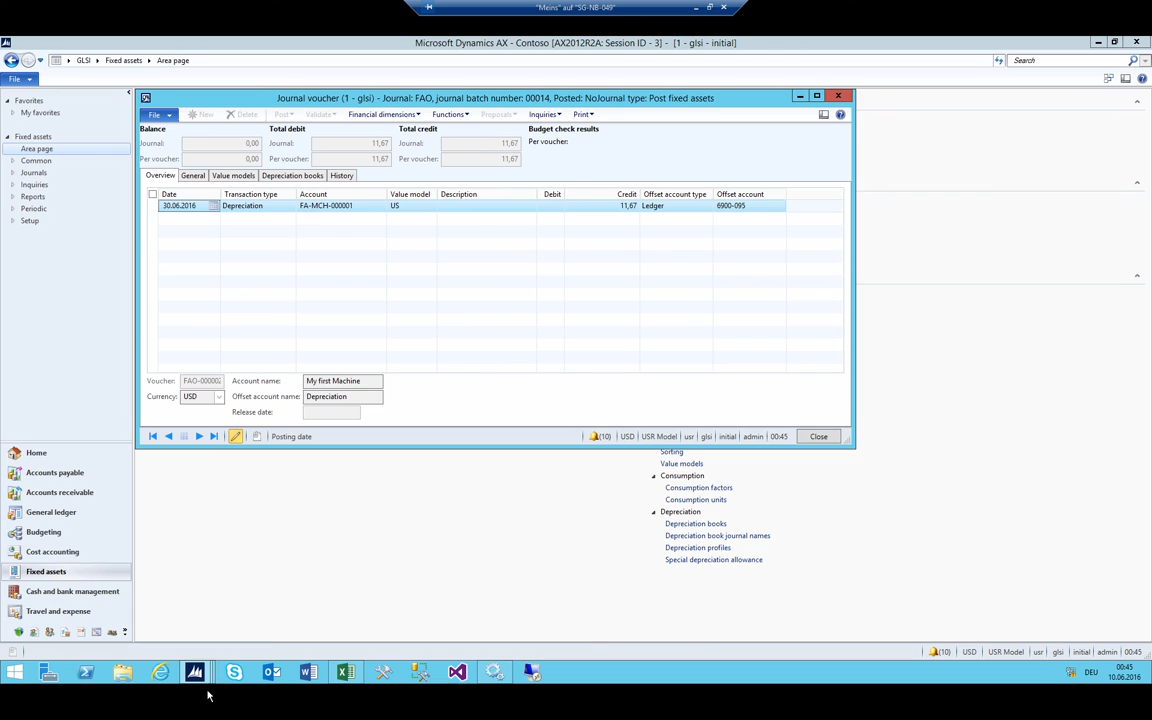 "Meins" auf "SG-NB-049"
Microsoft Dynamics AX - Contoso [AX2012R2A: Session ID - 3] - [1 - glsi - initial]
GLSI Fixed assets Area page
Search
File
Favorites
My favorites
Fixed assets
Area page
Common
Journals
Inquiries
Reports
Periodic
Setup
Journal voucher (1 - glsi) - Journal: FAO, journal batch number: 00014, Posted: NoJournal type: Post fixed assets
File New Delete Post Validate Financial dimensions Functions Proposals Inquiries Print
Balance Total debit Total credit Budget check results
Journal: 0,00 Journal: 11,67 Journal: 11,67 Per voucher:
Per voucher: 0,00 Per voucher: 11,67 Per voucher: 11,67
Overview General Value models Depreciation books History
Date Transaction type Account Value model Description Debit Credit Offset account type Offset account
30.06.2016 Depreciation FA-MCH-000001 US 11,67 Ledger 6900-095
Voucher: FAO-000002 Account name: My first Machine
Currency: USD Offset account name: Depreciation
Release date:
Posting date (10) USD USR Model usr glsi initial admin 00:45 Close
Sorting
Value models
Consumption
Consumption factors
Consumption units
Depreciation
Depreciation books
Depreciation book journal names
Depreciation profiles
Special depreciation allowance
Home
Accounts payable
Accounts receivable
General ledger
Budgeting
Cost accounting
Fixed assets
Cash and bank management
Travel and expense
(10) USD USR Model usr glsi initial admin 00:45
DEU
00:45
10.06.2016